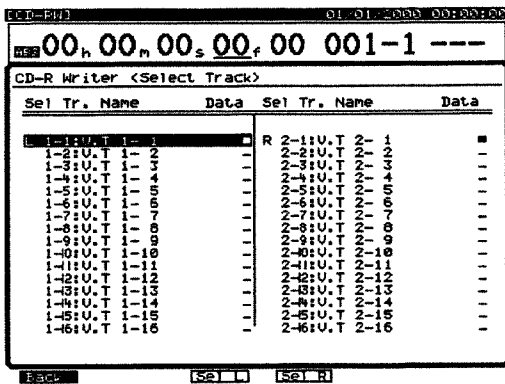 [CD-RW] 01/01/2000 00:00:00
00h 00m 00s 00f 00 001-1 ---
CD-R Writer <Select Track>
Sel Tr. Name Data Sel Tr. Name Data
L 1-1:V.T 1- 1 R 2-1:V.T 2- 1
1-2:V.T 1- 2 - 2-2:V.T 2- 2 -
1-3:V.T 1- 3 - 2-3:V.T 2- 3 -
1-4:V.T 1- 4 - 2-4:V.T 2- 4 -
1-5:V.T 1- 5 - 2-5:V.T 2- 5 -
1-6:V.T 1- 6 - 2-6:V.T 2- 6 -
1-7:V.T 1- 7 - 2-7:V.T 2- 7 -
1-8:V.T 1- 8 - 2-8:V.T 2- 8 -
1-9:V.T 1- 9 - 2-9:V.T 2- 9 -
1-10:V.T 1-10 - 2-10:V.T 2-10 -
1-11:V.T 1-11 - 2-11:V.T 2-11 -
1-12:V.T 1-12 - 2-12:V.T 2-12 -
1-13:V.T 1-13 - 2-13:V.T 2-13 -
1-14:V.T 1-14 - 2-14:V.T 2-14 -
1-15:V.T 1-15 - 2-15:V.T 2-15 -
1-16:V.T 1-16 - 2-16:V.T 2-16 -
Back Sel L Sel R